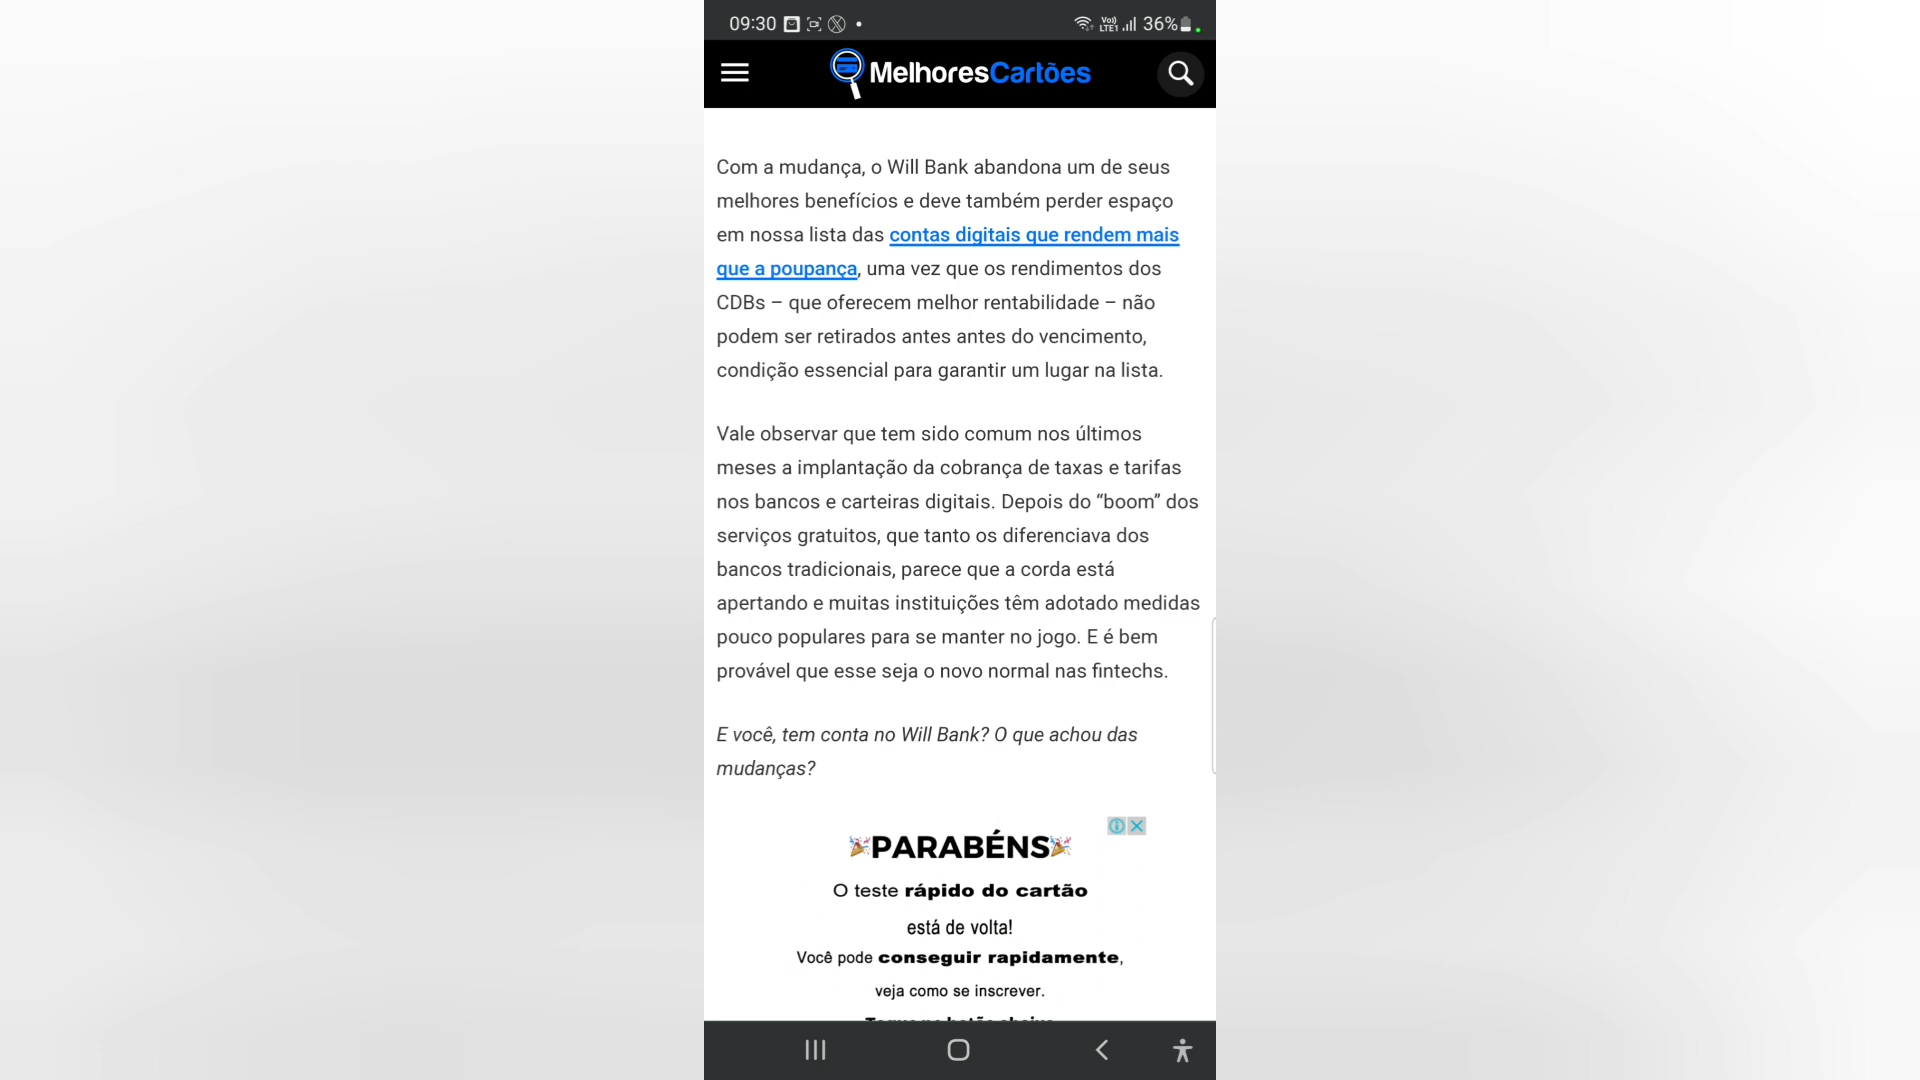 09:30
Vo))
LTE1
36%
MelhoresCartões
Com a mudança, o Will Bank abandona um de seus
melhores benefícios e deve também perder espaço
em nossa lista das contas digitais que rendem mais
que a poupança, uma vez que os rendimentos dos
CDBs – que oferecem melhor rentabilidade – não
podem ser retirados antes antes do vencimento,
condição essencial para garantir um lugar na lista.
Vale observar que tem sido comum nos últimos
meses a implantação da cobrança de taxas e tarifas
nos bancos e carteiras digitais. Depois do “boom” dos
serviços gratuitos, que tanto os diferenciava dos
bancos tradicionais, parece que a corda está
apertando e muitas instituições têm adotado medidas
pouco populares para se manter no jogo. E é bem
provável que esse seja o novo normal nas fintechs.
E você, tem conta no Will Bank? O que achou das
mudanças?
PARABÉNS
O teste rápido do cartão
está de volta!
Você pode conseguir rapidamente,
veja como se inscrever.